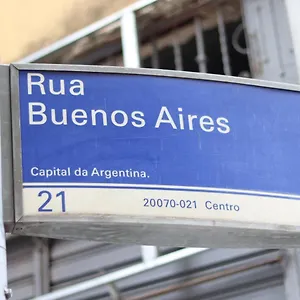 Rua
Buenos Aires
Capital da Argentina.
21 20070-021 Centro